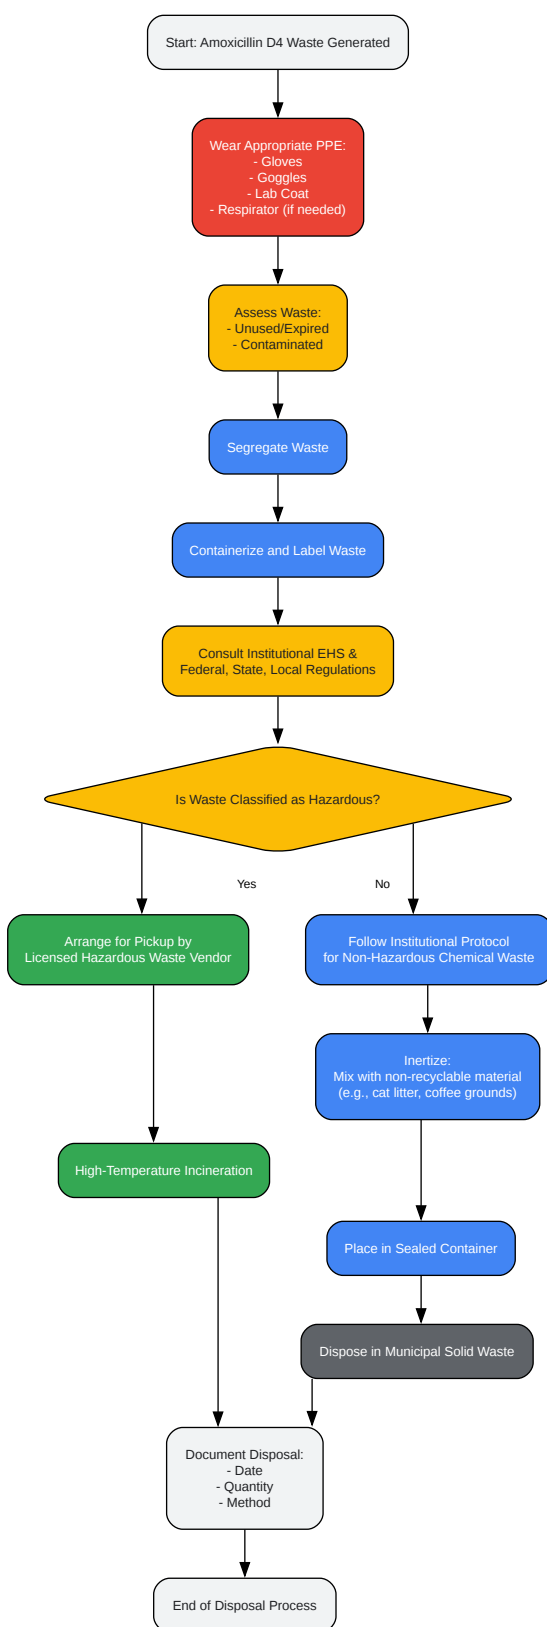 Start: Amoxicillin D4 Waste Generated
Wear Appropriate PPE:
- Gloves
- Goggles
- Lab Coat
- Respirator (if needed)
Assess Waste:
- Unused/Expired
- Contaminated
Segregate Waste
Containerize and Label Waste
Consult Institutional EHS &
Federal, State, Local Regulations
Is Waste Classified as Hazardous?
Yes
No
Arrange for Pickup by
Licensed Hazardous Waste Vendor
Follow Institutional Protocol
for Non-Hazardous Chemical Waste
Inertize:
Mix with non-recyclable material
(e.g., cat litter, coffee grounds)
High-Temperature Incineration
Place in Sealed Container
Dispose in Municipal Solid Waste
Document Disposal:
- Date
- Quantity
- Method
End of Disposal Process